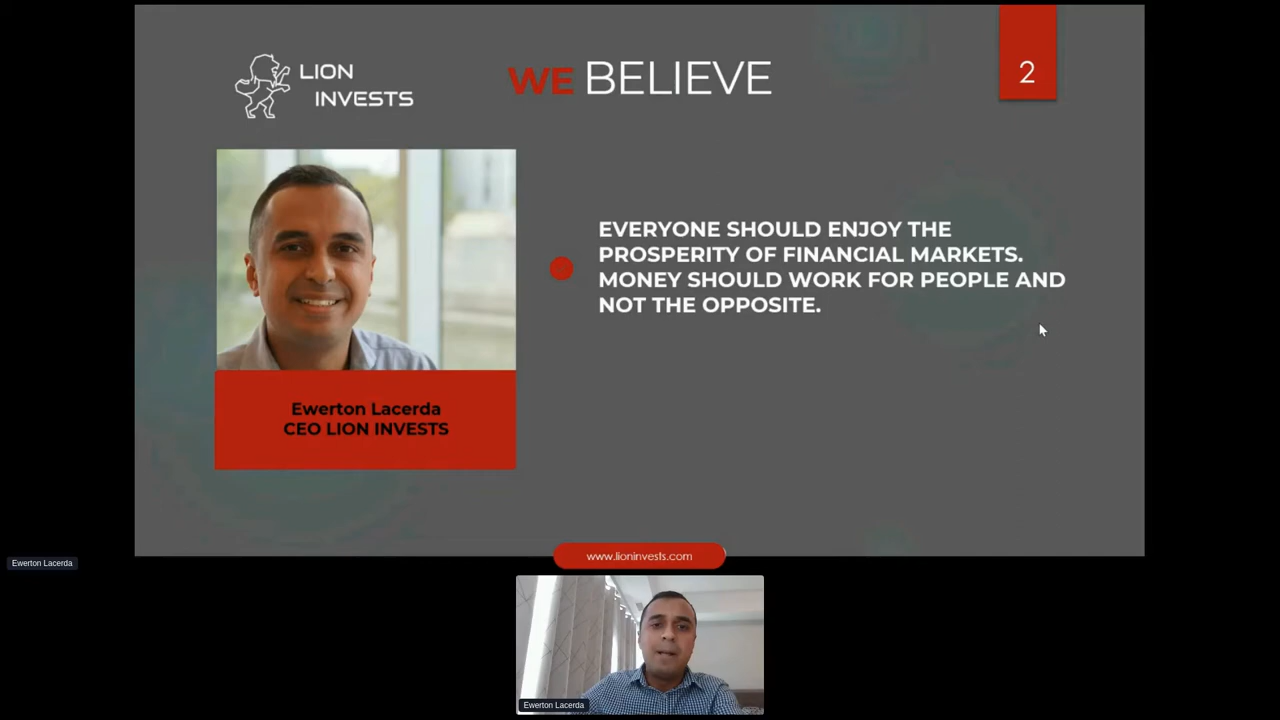 LION
INVESTS
WE BELIEVE
2
EVERYONE SHOULD ENJOY THE
PROSPERITY OF FINANCIAL MARKETS.
MONEY SHOULD WORK FOR PEOPLE AND
NOT THE OPPOSITE.
Ewerton Lacerda
CEO LION INVESTS
www.lioninvests.com
Ewerton Lacerda
Ewerton Lacerda